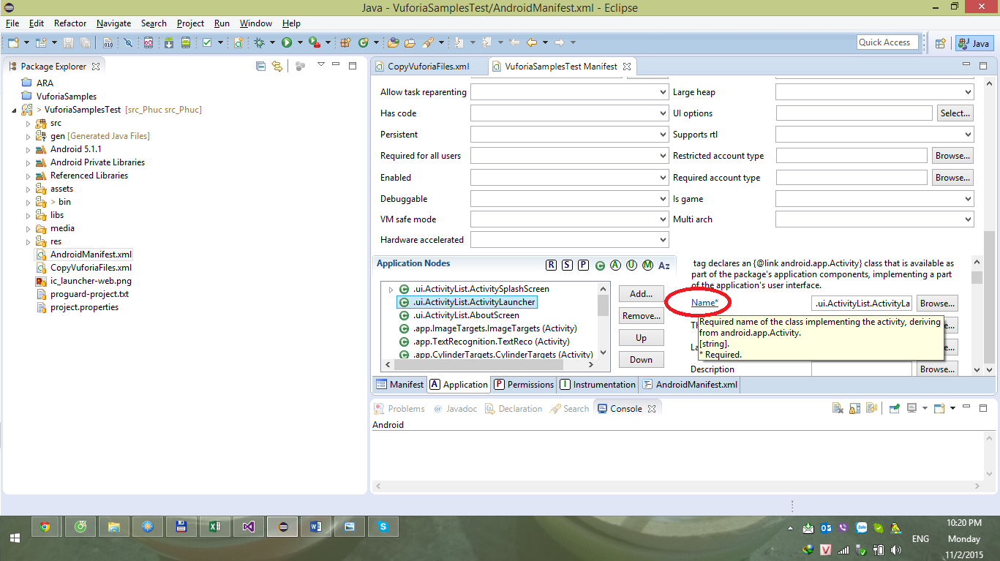 Java - VuforiaSamplesTest/AndroidManifest.xml - Eclipse
File Edit Refactor Navigate Search Project Run Window Help
Quick Access
Java
Package Explorer
ARA
VuforiaSamples
> VuforiaSamplesTest [src_Phuc src_Phuc]
src
gen [Generated Java Files]
Android 5.1.1
Android Private Libraries
Referenced Libraries
assets
> bin
libs
media
res
AndroidManifest.xml
CopyVuforiaFiles.xml
ic_launcher-web.png
proguard-project.txt
project.properties
CopyVuforiaFiles.xml
VuforiaSamplesTest Manifest
Allow task reparenting
Large heap
Has code
UI options
Select...
Persistent
Supports rtl
Required for all users
Restricted account type
Browse...
Enabled
Required account type
Browse...
Debuggable
Is game
VM safe mode
Multi arch
Hardware accelerated
Application Nodes
R S P C A U M Az
.ui.ActivityList.ActivitySplashScreen
.ui.ActivityList.ActivityLauncher
.ui.ActivityList.AboutScreen
.app.ImageTargets.ImageTargets (Activity)
.app.TextRecognition.TextReco (Activity)
.app.CylinderTargets.CylinderTargets (Activity)
Add...
Remove...
Up
Down
tag declares an {@link android.app.Activity} class that is available as
part of the package's application components, implementing a part
of the application's user interface.
Name*
.ui.ActivityList.ActivityLa
Browse...
Required name of the class implementing the activity, deriving
from android.app.Activity.
[string].
* Required.
Description
Browse...
Manifest
Application
Permissions
Instrumentation
AndroidManifest.xml
Problems
@ Javadoc
Declaration
Search
Console
Android
ENG
10:20 PM
Monday
11/2/2015